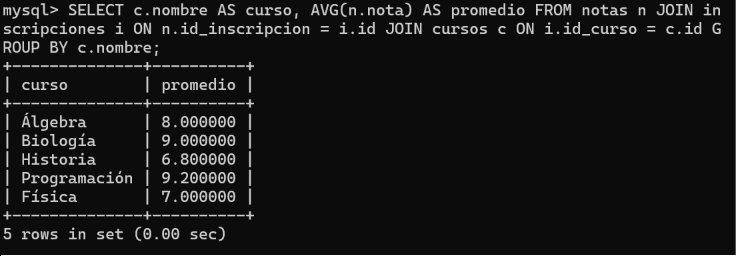 mysql> SELECT c.nombre AS curso, AVG(n.nota) AS promedio FROM notas n JOIN in
scripciones i ON n.id_inscripcion = i.id JOIN cursos c ON i.id_curso = c.id G
ROUP BY c.nombre;
+-------------+----------+
| curso       | promedio |
+-------------+----------+
| Álgebra     | 8.000000 |
| Biología    | 9.000000 |
| Historia    | 6.800000 |
| Programación | 9.200000 |
| Física      | 7.000000 |
+-------------+----------+
5 rows in set (0.00 sec)